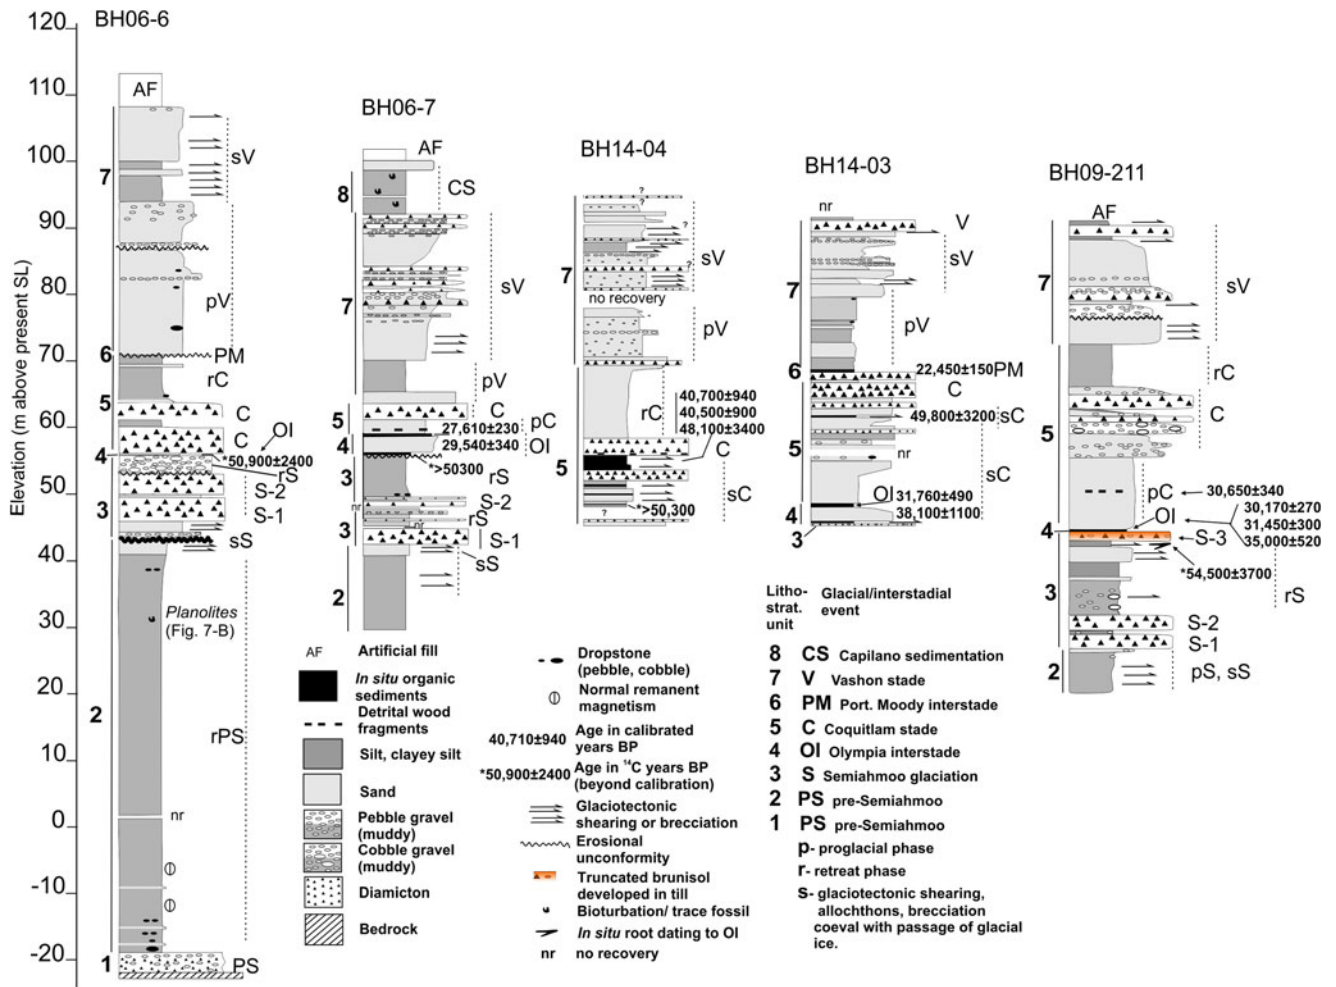 BH06-6
BH06-7
BH14-04
BH14-03
BH09-211
Elevation (m above present SL)
120
110
100
90
80
70
60
50
40
30
20
10
0
-10
-20
AF
7
sV
pV
6
PM
rC
5
C
C
OI
4
*50,900±2400
rS
S-2
3
S-1
sS
Planolites
(Fig. 7-B)
2
rPS
nr
1
PS
AF
8
CS
7
sV
pV
5
C
pC
27,610±230
4
29,540±340
OI
*>50300
3
rS
nr
S-2
rS
nr
3
S-1
sS
2
?
?
?
sV
?
7
no recovery
pV
40,700±940
rC
40,500±900
48,100±3400
C
5
sC
*>50,300
?
nr
V
sV
7
pV
6
22,450±150
PM
C
49,800±3200
sC
5
nr
sC
OI
31,760±490
4
38,100±1100
3
AF
7
sV
rC
C
5
pC
30,650±340
30,170±270
OI
31,450±300
4
S-3
35,000±520
*54,500±3700
3
rS
S-2
S-1
2
pS, sS
AF
Artificial fill
In situ organic
sediments
Detrital wood
fragments
Silt, clayey silt
Sand
Pebble gravel
(muddy)
Cobble gravel
(muddy)
Diamicton
Bedrock
Dropstone
(pebble, cobble)
Normal remanent
magnetism
40,710±940
Age in calibrated
years BP
*50,900±2400
Age in ¹⁴C years BP
(beyond calibration)
Glaciotectonic
shearing or brecciation
Erosional
unconformity
Truncated brunisol
developed in till
Bioturbation/ trace fossil
In situ root dating to OI
nr no recovery
Litho-
strat.
unit
Glacial/interstadial
event
8 CS Capilano sedimentation
7 V Vashon stade
6 PM Port. Moody interstade
5 C Coquitlam stade
4 OI Olympia interstade
3 S Semiahmoo glaciation
2 PS pre-Semiahmoo
1 PS pre-Semiahmoo
p- proglacial phase
r- retreat phase
s- glaciotectonic shearing,
allochthons, brecciation
coeval with passage of glacial
ice.